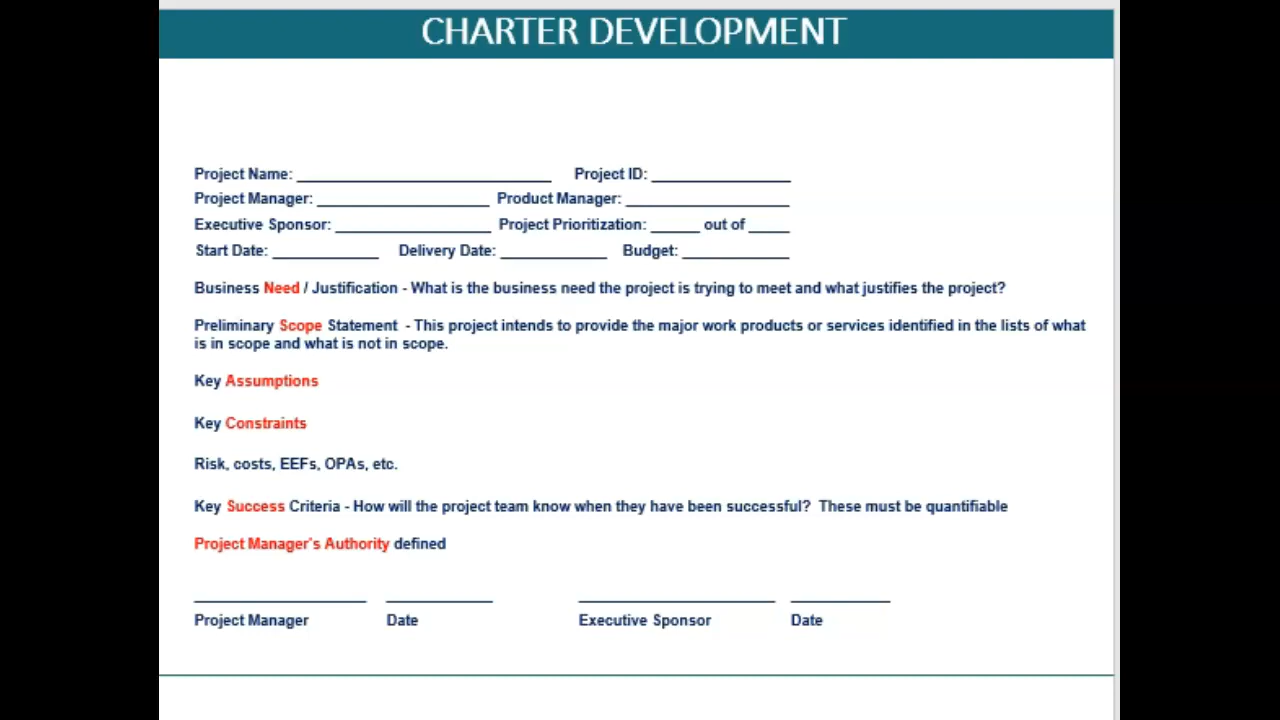 CHARTER DEVELOPMENT
Project Name: ______________________________ Project ID: ________________
Project Manager: ____________________ Product Manager: ___________________
Executive Sponsor: __________________ Project Prioritization: ______ out of _____
Start Date: ____________ Delivery Date: ____________ Budget: ____________
Business Need / Justification - What is the business need the project is trying to meet and what justifies the project?
Preliminary Scope Statement - This project intends to provide the major work products or services identified in the lists of what
is in scope and what is not in scope.
Key Assumptions
Key Constraints
Risk, costs, EEFs, OPAs, etc.
Key Success Criteria - How will the project team know when they have been successful? These must be quantifiable
Project Manager's Authority defined
____________________ ____________ _______________________ ___________
Project Manager Date Executive Sponsor Date